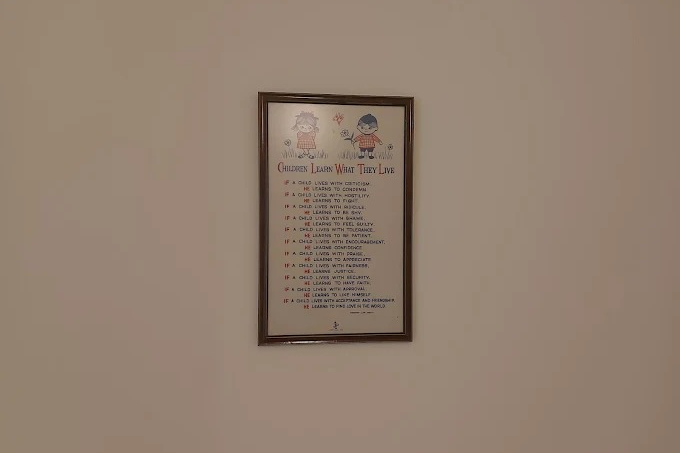 CHILDREN LEARN WHAT THEY LIVE
IF A CHILD LIVES WITH CRITICISM,
HE LEARNS TO CONDEMN.
IF A CHILD LIVES WITH HOSTILITY,
HE LEARNS TO FIGHT.
IF A CHILD LIVES WITH RIDICULE,
HE LEARNS TO BE SHY.
IF A CHILD LIVES WITH SHAME,
HE LEARNS TO FEEL GUILTY.
IF A CHILD LIVES WITH TOLERANCE,
HE LEARNS TO BE PATIENT.
IF A CHILD LIVES WITH ENCOURAGEMENT,
HE LEARNS CONFIDENCE.
IF A CHILD LIVES WITH PRAISE,
HE LEARNS TO APPRECIATE.
IF A CHILD LIVES WITH FAIRNESS,
HE LEARNS JUSTICE.
IF A CHILD LIVES WITH SECURITY,
HE LEARNS TO HAVE FAITH.
IF A CHILD LIVES WITH APPROVAL,
HE LEARNS TO LIKE HIMSELF.
IF A CHILD LIVES WITH ACCEPTANCE AND FRIENDSHIP,
HE LEARNS TO FIND LOVE IN THE WORLD.